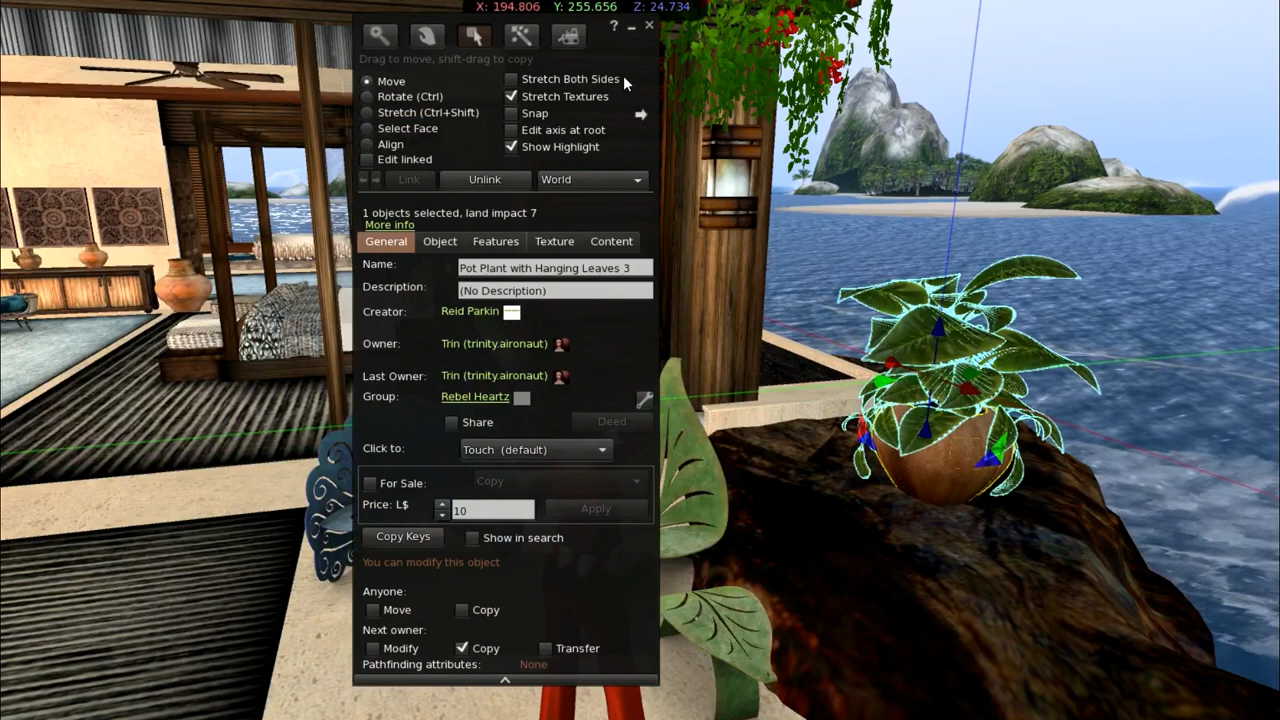 X: 194.806 Y: 255.656 Z: 24.734
?
Drag to move, shift-drag to copy
Move
Rotate (Ctrl)
Stretch (Ctrl+Shift)
Select Face
Align
Edit linked
Stretch Both Sides
Stretch Textures
Snap
Edit axis at root
Show Highlight
Link Unlink World
1 objects selected, land impact 7
More info
General Object Features Texture Content
Name: Pot Plant with Hanging Leaves 3
Description: (No Description)
Creator: Reid Parkin
Owner: Trin (trinity.aironaut)
Last Owner: Trin (trinity.aironaut)
Group: Rebel Heartz
Share Deed
Click to: Touch (default)
For Sale: Copy
Price: L$ 10 Apply
Copy Keys Show in search
You can modify this object
Anyone:
Move Copy
Next owner:
Modify Copy Transfer
Pathfinding attributes: None